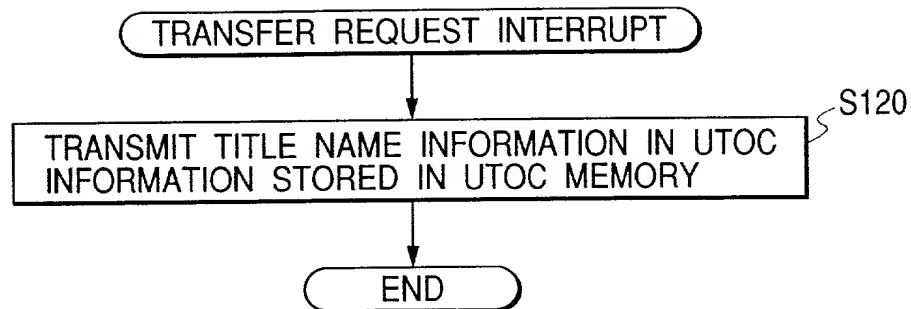 TRANSFER REQUEST INTERRUPT
S120
TRANSMIT TITLE NAME INFORMATION IN UTOC
INFORMATION STORED IN UTOC MEMORY
END